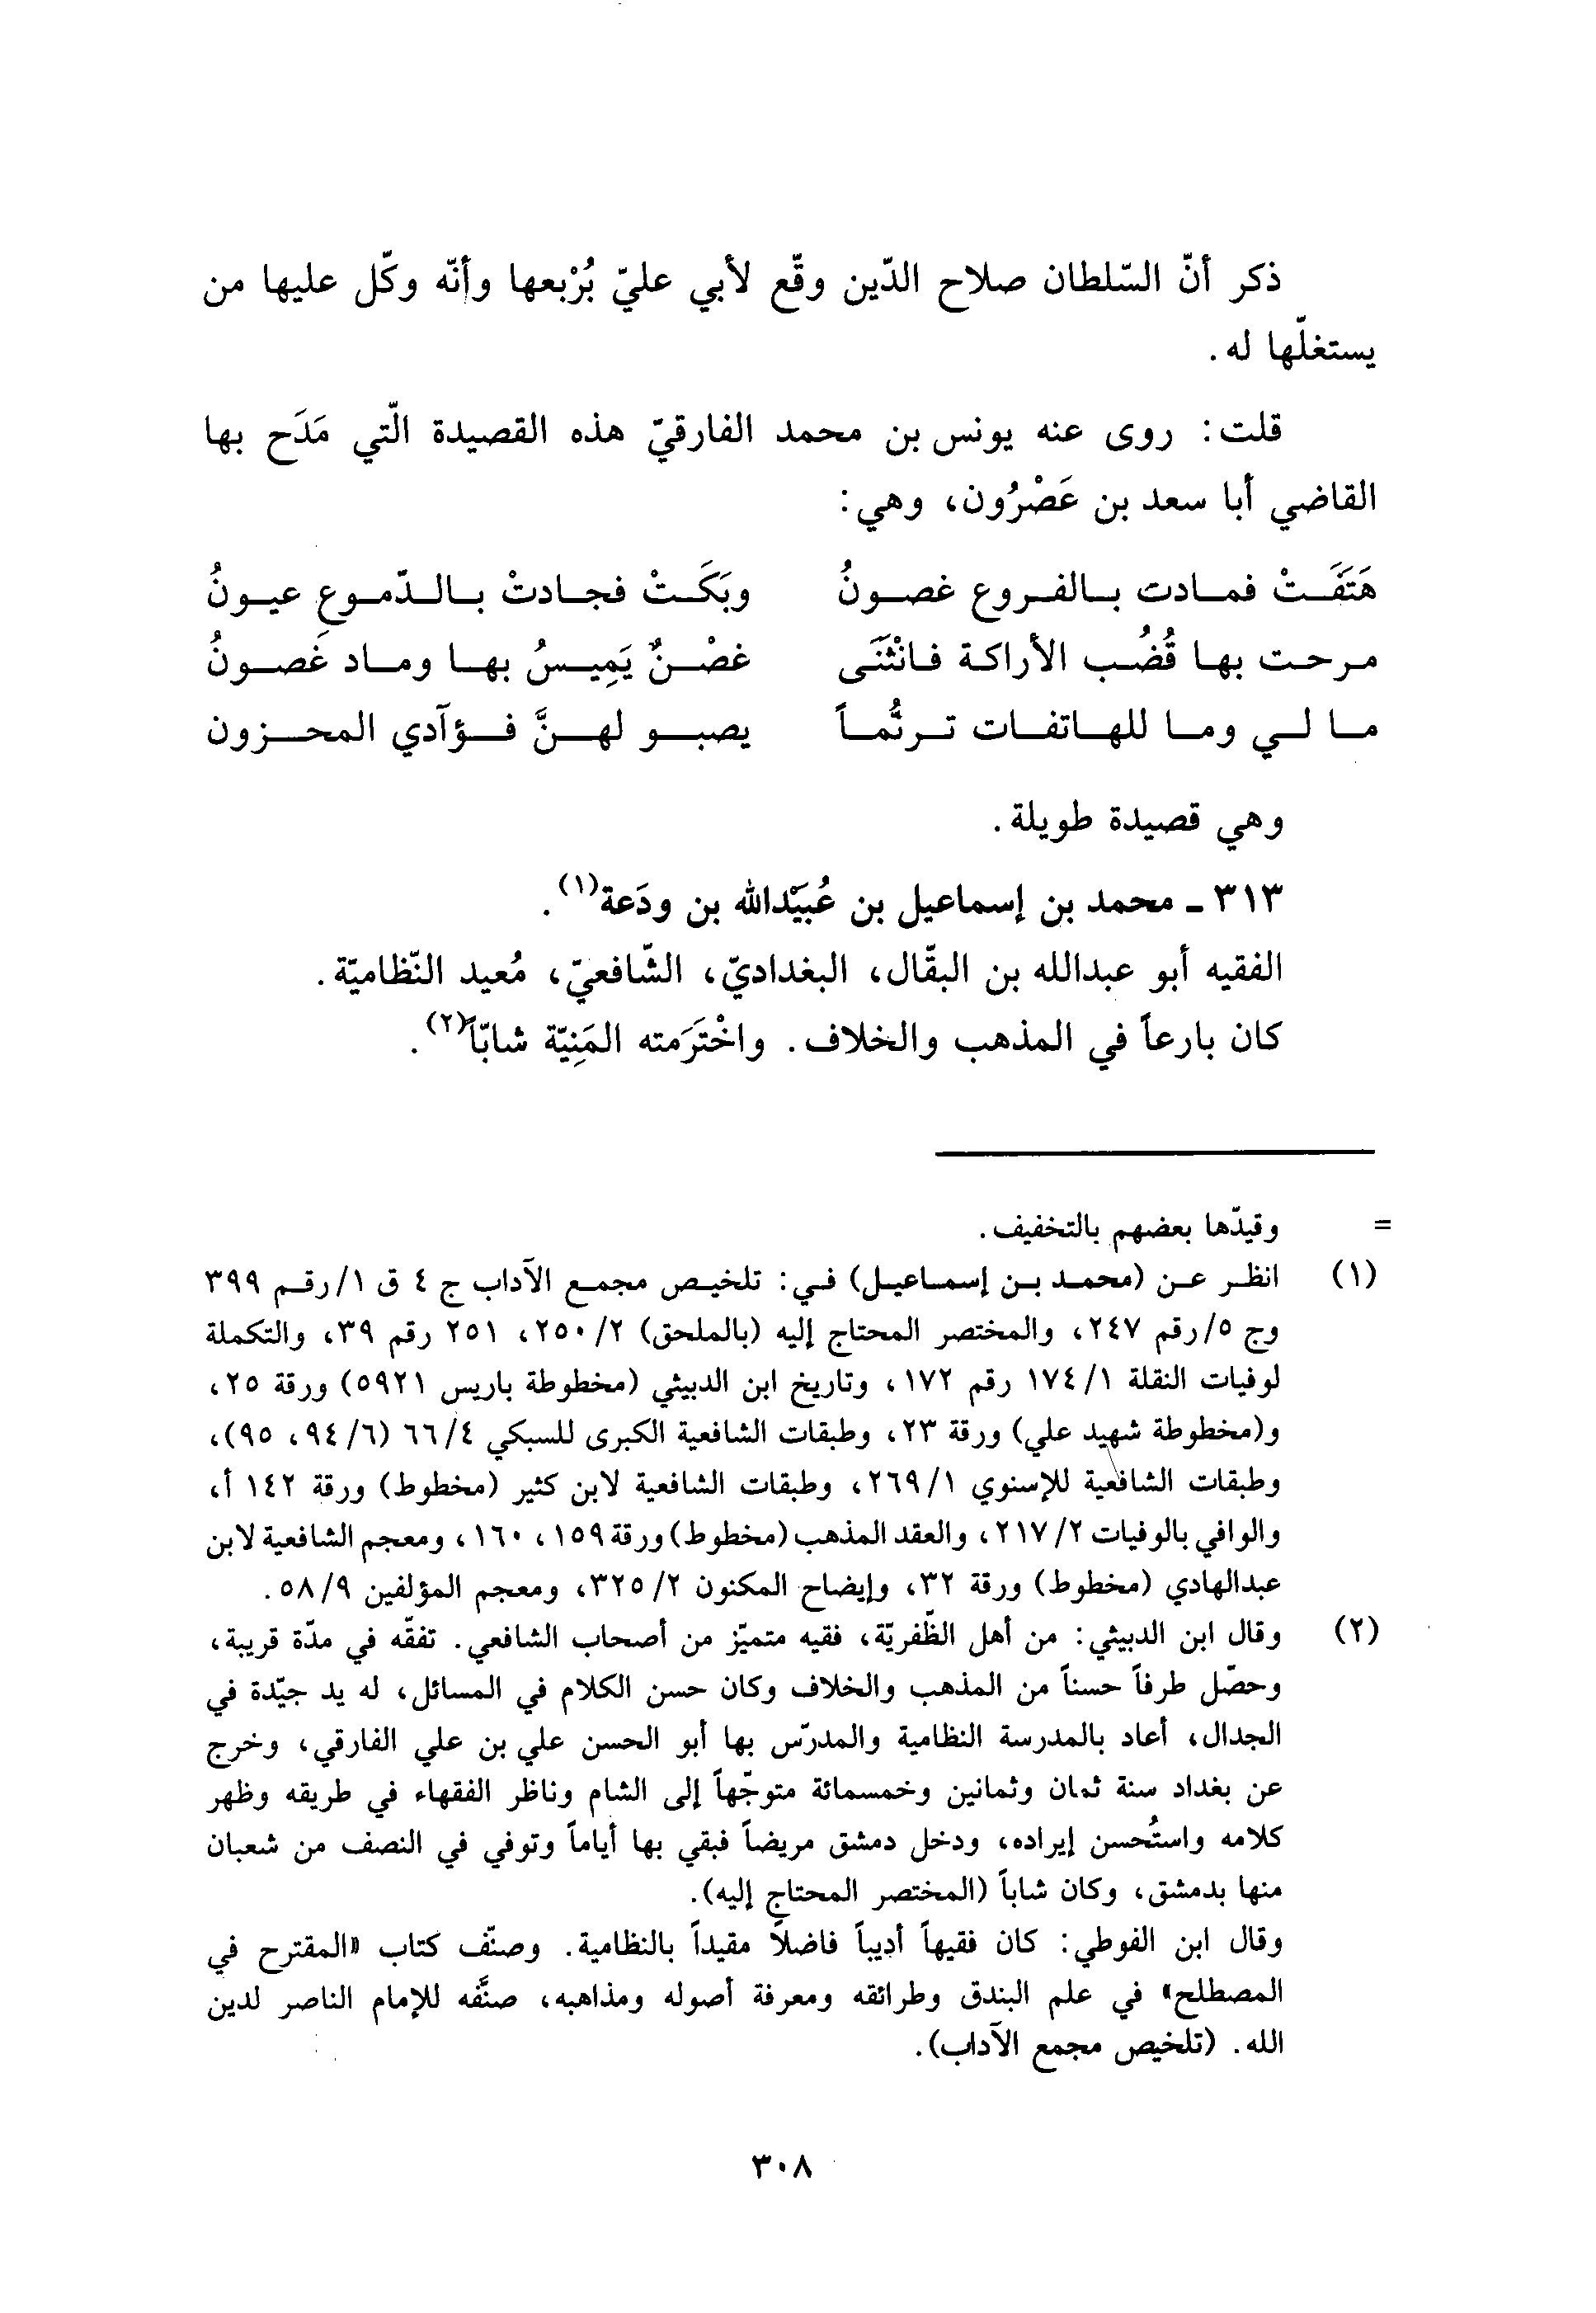 ذكر أنّ السّلطان صلاح الدّين وقّع لأبي عليّ بُرْبعها وأنّه وكّل عليها من
يستغلّها له.
قلت: روى عنه يونس بن محمد الفارقيّ هذه القصيدة الّتي مَدَح بها
القاضي أبا سعد بن عَصْرُون، وهي:
هَتَفَتْ فمادت بالفروع غصونُ وبَكَتْ فجادتْ بالدّموعِ عيونُ
مرحت بها قُضُب الأراكة فانْثَنَى غصْنٌ يَمِيسُ بها وماد غَصونُ
ما لي وما للهاتفات ترنُّماً يصبو لهنَّ فؤآدي المحزون
وهي قصيدة طويلة.
٣١٣ ـ محمد بن إسماعيل بن عُبَيْدالله بن ودَعة(١).
الفقيه أبو عبدالله بن البقّال، البغداديّ، الشّافعيّ، مُعيد النّظاميّة.
كان بارعاً في المذهب والخلاف. واخْتَرَمته المَنِيّة شابّاً(٢).
= وقيدّها بعضهم بالتخفيف.
(١) انظر عن (محمد بن إسماعيل) في: تلخيص مجمع الآداب ج ٤ ق ١/رقم ٣٩٩
وج ٥/رقم ٢٤٧، والمختصر المحتاج إليه (بالملحق) ٢/ ٢٥٠، ٢٥١ رقم ٣٩، والتكملة
لوفيات النقلة ١/ ١٧٤ رقم ١٧٢، وتاريخ ابن الدبيثي (مخطوطة باريس ٥٩٢١) ورقة ٢٥،
و(مخطوطة شهيد علي) ورقة ٢٣، وطبقات الشافعية الكبرى للسبكي ٤/ ٦٦ (٦/ ٩٤، ٩٥)،
وطبقات الشافعية للإسنوي ١/ ٢٦٩، وطبقات الشافعية لابن كثير (مخطوط) ورقة ١٤٢ أ،
والوافي بالوفيات ٢/ ٢١٧، والعقد المذهب (مخطوط) ورقة ١٥٩، ١٦٠، ومعجم الشافعية لابن
عبدالهادي (مخطوط) ورقة ٣٢، وإيضاح المكنون ٢/ ٣٢٥، ومعجم المؤلفين ٩/ ٥٨.
(٢) وقال ابن الدبيثي: من أهل الظّفريّة، فقيه متميّز من أصحاب الشافعي. تفقّه في مدّة قريبة،
وحصّل طرفاً حسناً من المذهب والخلاف وكان حسن الكلام في المسائل، له يد جيّدة في
الجدال، أعاد بالمدرسة النظامية والمدرّس بها أبو الحسن علي بن علي الفارقي، وخرج
عن بغداد سنة ثمان وثمانين وخمسمائة متوجّهاً إلى الشام وناظر الفقهاء في طريقه وظهر
كلامه واستُحسن إيراده، ودخل دمشق مريضاً فبقي بها أياماً وتوفي في النصف من شعبان
منها بدمشق، وكان شاباً (المختصر المحتاج إليه).
وقال ابن الفوطي: كان فقيهاً أديباً فاضلاً مقيداً بالنظامية. وصنّف كتاب «المقترح في
المصطلح» في علم البندق وطرائقه ومعرفة أصوله ومذاهبه، صنَّفه للإمام الناصر لدين
الله. (تلخيص مجمع الآداب).
٣٠٨